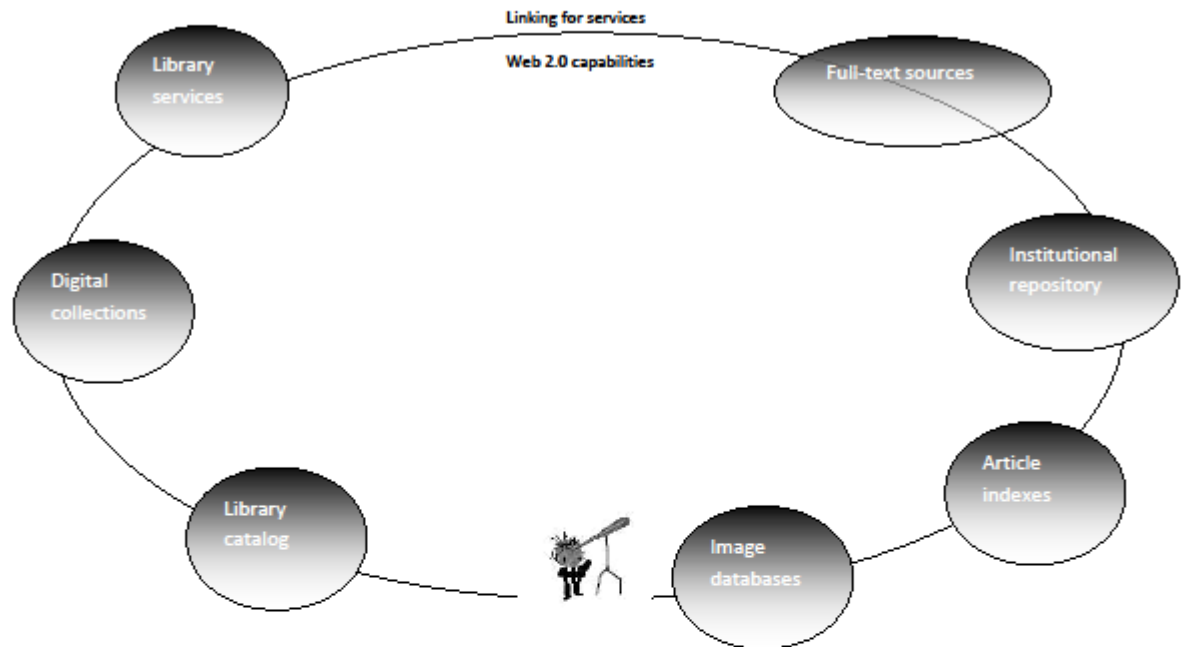 Linking for services
Web 2.0 capabilities
Library
services
Full-text sources
Institutional
repository
Digital
collections
Article
indexes
Library
catalog
Image
databases